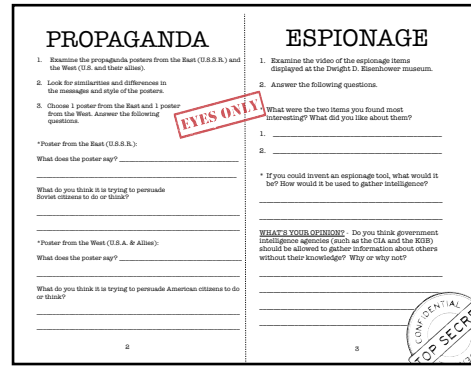 PROPAGANDA
1. Examine the propaganda posters from the East (U.S.S.R.) and
the West (U.S. and their allies).
2. Look for similarities and differences in
the messages and style of the posters.
3. Choose 1 poster from the East and 1 poster
from the West. Answer the following
questions.
*Poster from the East (U.S.S.R.):
What does the poster say?
What do you think it is trying to persuade
Soviet citizens to do or think?
*Poster from the West (U.S.A. & Allies):
What does the poster say?
What do you think it is trying to persuade American citizens to do
or think?
2
EYES ONLY
ESPIONAGE
1. Examine the video of the espionage items
displayed at the Dwight D. Eisenhower museum.
2. Answer the following questions.
*What were the two items you found most
interesting? What did you like about them?
1.
2.
* If you could invent an espionage tool, what would it
be? How would it be used to gather intelligence?
WHAT'S YOUR OPINION? - Do you think government
intelligence agencies (such as the CIA and the KGB)
should be allowed to gather information about others
without their knowledge? Why or why not?
3
CONFIDENTIAL
TOP SECRE